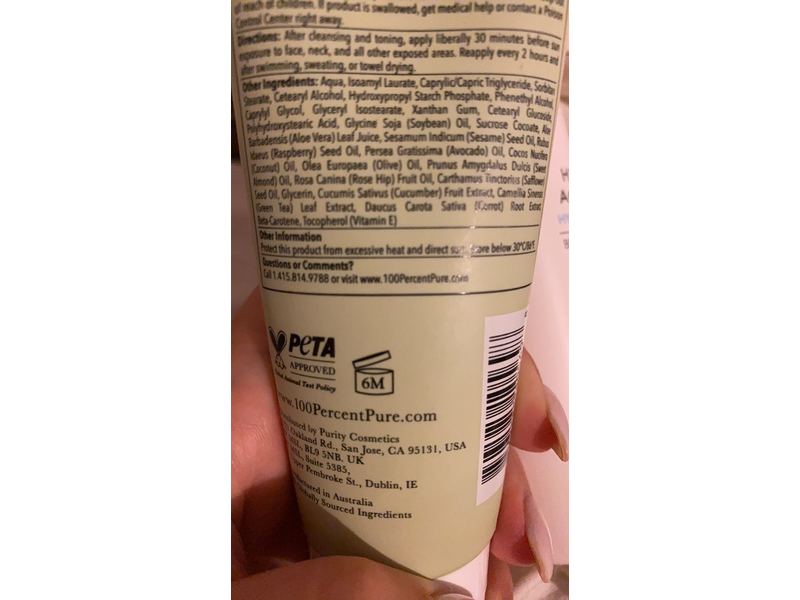 of reach of children. If product is swallowed, get medical help or contact a Poison
Control Center right away.
Directions: After cleansing and toning, apply liberally 30 minutes before sun
exposure to face, neck, and all other exposed areas. Reapply every 2 hours and
after swimming, sweating, or towel drying.
Other Ingredients: Aqua, Isoamyl Laurate, Caprylic/Capric Triglyceride, Sorbitan
Stearate, Cetearyl Alcohol, Hydroxypropyl Starch Phosphate, Phenethyl Alcohol,
Caprylyl Glycol, Glyceryl Isostearate, Xanthan Gum, Cetearyl Glucoside,
Polyhydroxystearic Acid, Glycine Soja (Soybean) Oil, Sucrose Cocoate, Aloe
Barbadensis (Aloe Vera) Leaf Juice, Sesamum Indicum (Sesame) Seed Oil, Rubus
Idaeus (Raspberry) Seed Oil, Persea Gratissima (Avocado) Oil, Cocos Nucifera
(Coconut) Oil, Olea Europaea (Olive) Oil, Prunus Amygdalus Dulcis (Sweet
Almond) Oil, Rosa Canina (Rose Hip) Fruit Oil, Carthamus Tinctorius (Safflower)
Seed Oil, Glycerin, Cucumis Sativus (Cucumber) Fruit Extract, Camellia Sinensis
(Green Tea) Leaf Extract, Daucus Carota Sativa (Carrot) Root Extract,
Beta-Carotene, Tocopherol (Vitamin E)
Other Information
Protect this product from excessive heat and direct sun. Store below 30°C/86°F
Questions or Comments?
Call 1.415.814.9788 or visit www.100PercentPure.com
PeTA
APPROVED
Animal Test Policy
6M
www.100PercentPure.com
by Purity Cosmetics
Oakland Rd., San Jose, CA 95131, USA
BL9 5NB. UK
Suite 5385,
Pembroke St., Dublin, IE
in Australia
Sourced Ingredients